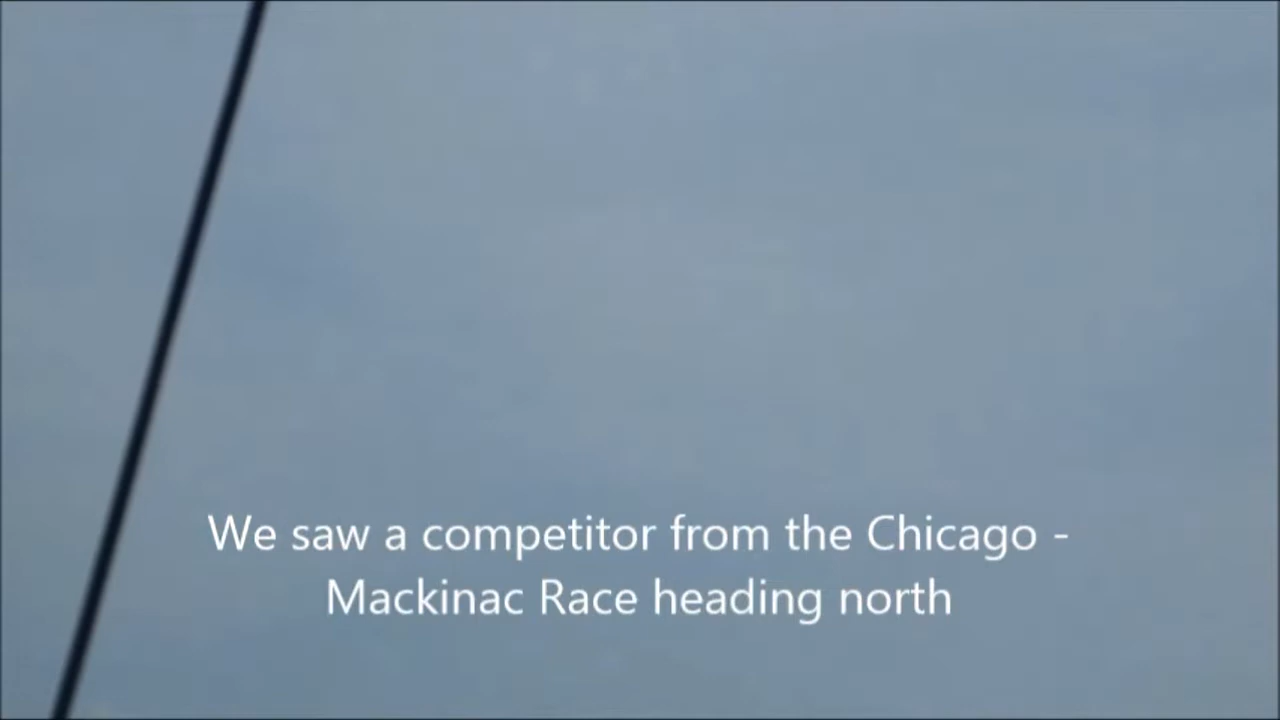 We saw a competitor from the Chicago -
Mackinac Race heading north